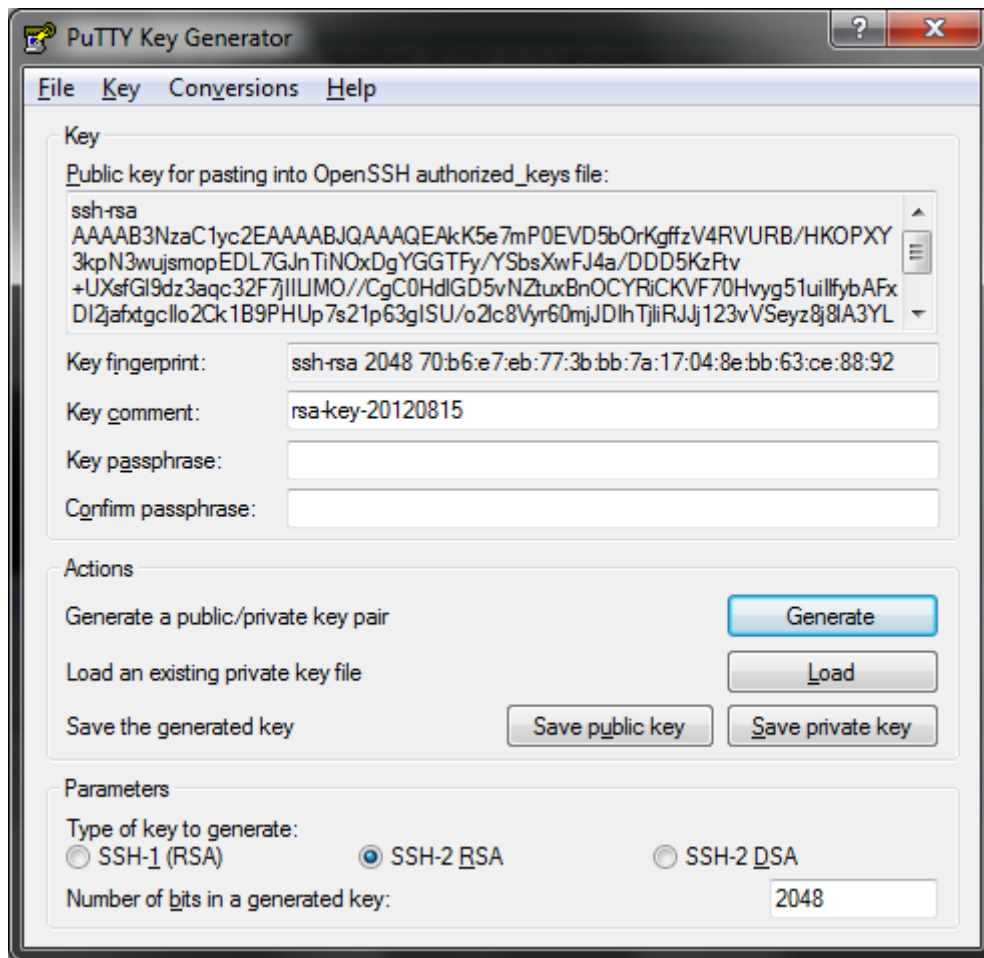 PuTTY Key Generator
File Key Conversions Help
Key
Public key for pasting into OpenSSH authorized_keys file:
ssh-rsa
AAAAB3NzaC1yc2EAAAABJQAAAQEAkK5e7mP0EVD5bOrKgffzV4RVURB/HKOPXY
3kpN3wujsmopEDL7GJnTiNOxDgYGGTFy/YSbsXwFJ4a/DDD5KzFtv
+UXsfGl9dz3aqc32F7jIlLlMO//CgC0HdlGD5vNZtuxBnOCYRiCKVF70Hvyg51uiIlfybAFx
DI2jafxtgcIlo2Ck1B9PHUp7s21p63gISU/o2lc8Vyr60mjJDlhTjliRJJj123vVSeyz8j8lA3YL
Key fingerprint: ssh-rsa 2048 70:b6:e7:eb:77:3b:bb:7a:17:04:8e:bb:63:ce:88:92
Key comment: rsa-key-20120815
Key passphrase:
Confirm passphrase:
Actions
Generate a public/private key pair Generate
Load an existing private key file Load
Save the generated key Save public key Save private key
Parameters
Type of key to generate:
SSH-1 (RSA) SSH-2 RSA SSH-2 DSA
Number of bits in a generated key: 2048